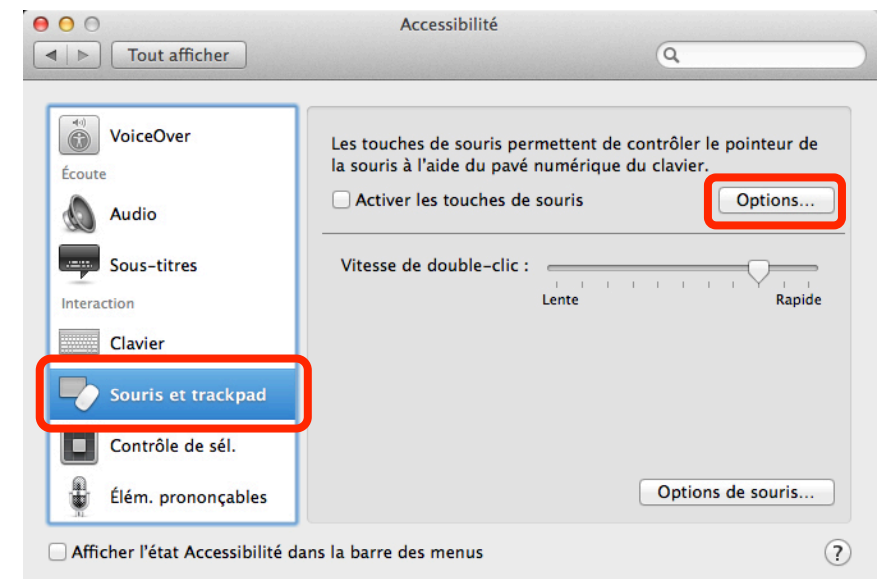 Accessibilité
Tout afficher
VoiceOver
Écoute
Audio
Sous-titres
Interaction
Clavier
Souris et trackpad
Contrôle de sél.
Élém. prononçables
Les touches de souris permettent de contrôler le pointeur de
la souris à l'aide du pavé numérique du clavier.
Activer les touches de souris
Options...
Vitesse de double-clic :
Lente
Rapide
Options de souris...
Afficher l'état Accessibilité dans la barre des menus
?